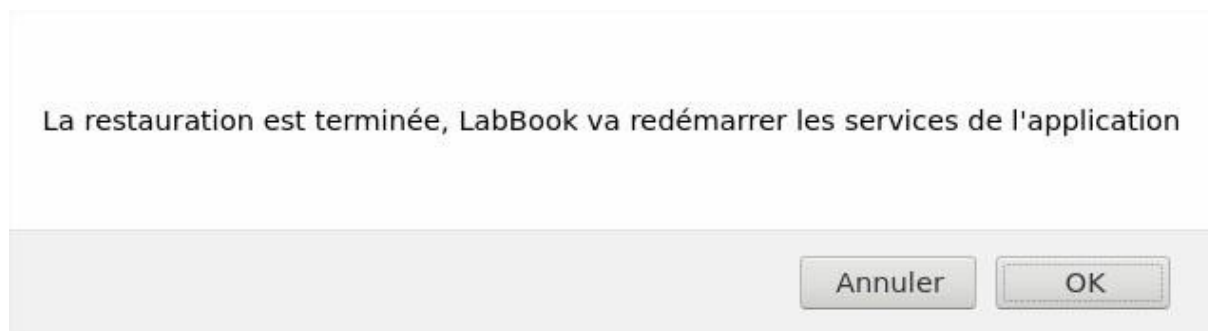 La restauration est terminée, LabBook va redémarrer les services de l'application
Annuler OK